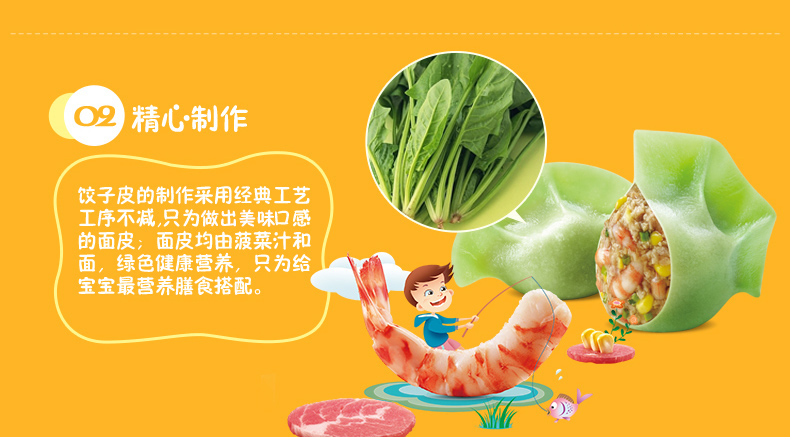 02 精心制作
饺子皮的制作采用经典工艺
工序不减,只为做出美味口感
的面皮；面皮均由菠菜汁和
面，绿色健康营养，只为给
宝宝最营养膳食搭配。